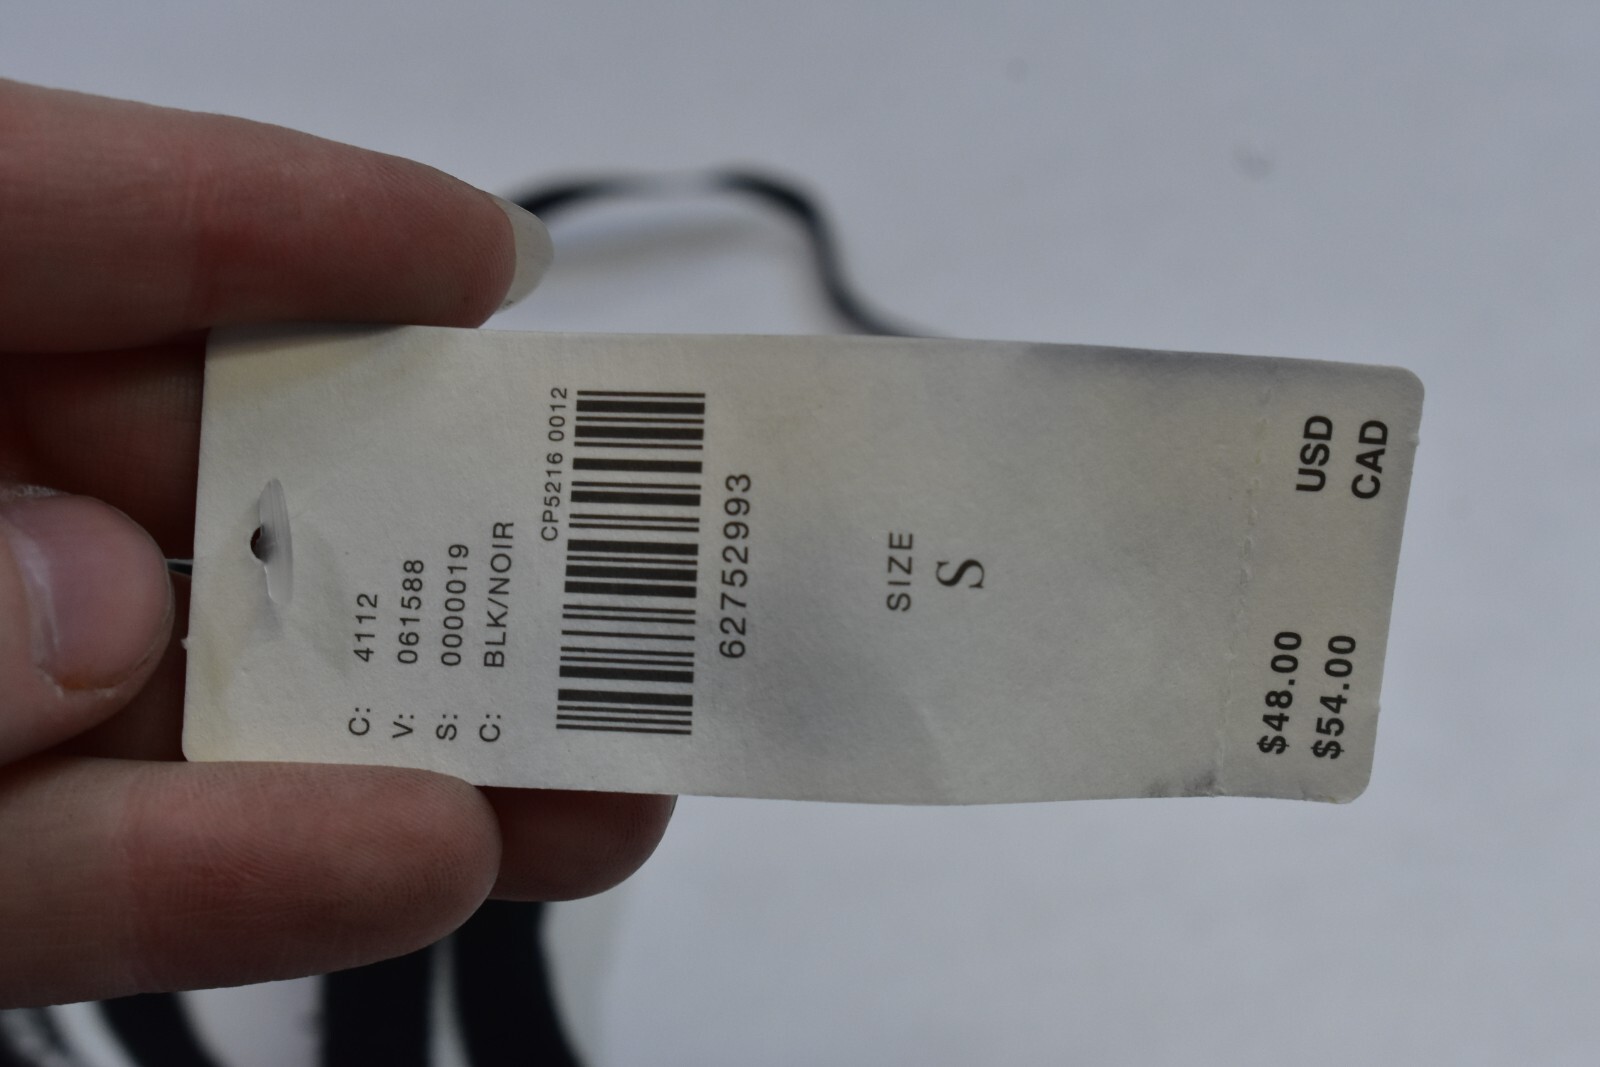 C: 4112
V: 061588
S: 0000019
C: BLK/NOIR
CP5216 0012
62752993
SIZE
S
$48.00 USD
$54.00 CAD